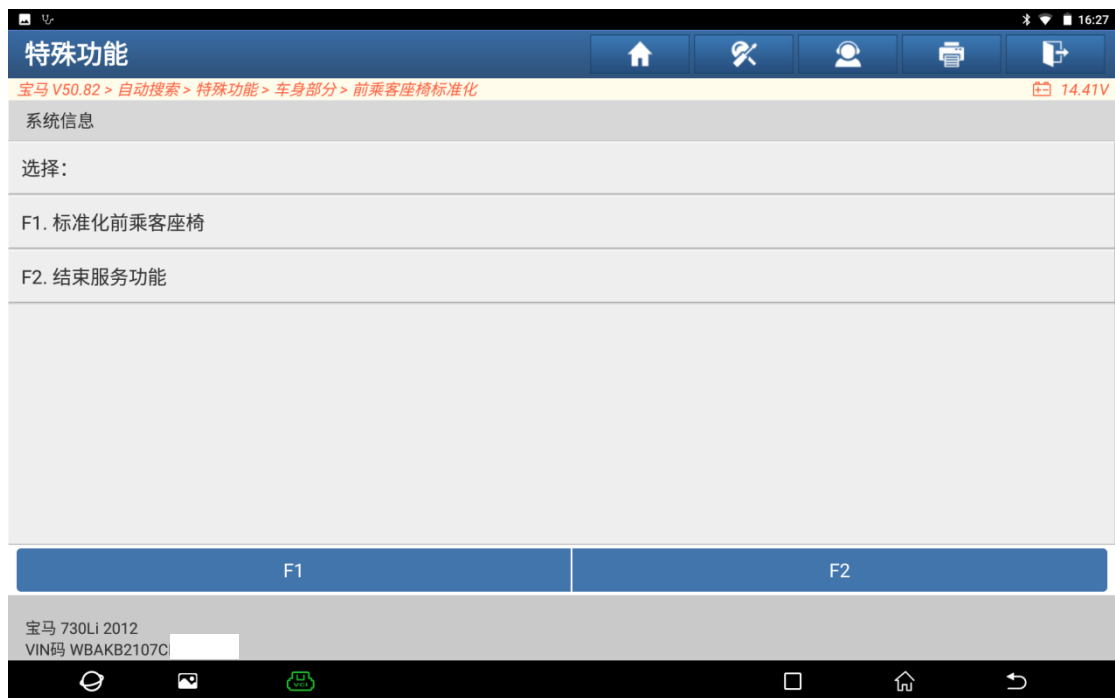 16:27
特殊功能
宝马 V50.82 > 自动搜索 > 特殊功能 > 车身部分 > 前乘客座椅标准化
14.41V
系统信息
选择：
F1. 标准化前乘客座椅
F2. 结束服务功能
F1
F2
宝马 730Li 2012
VIN码 WBAKB2107C
VCI